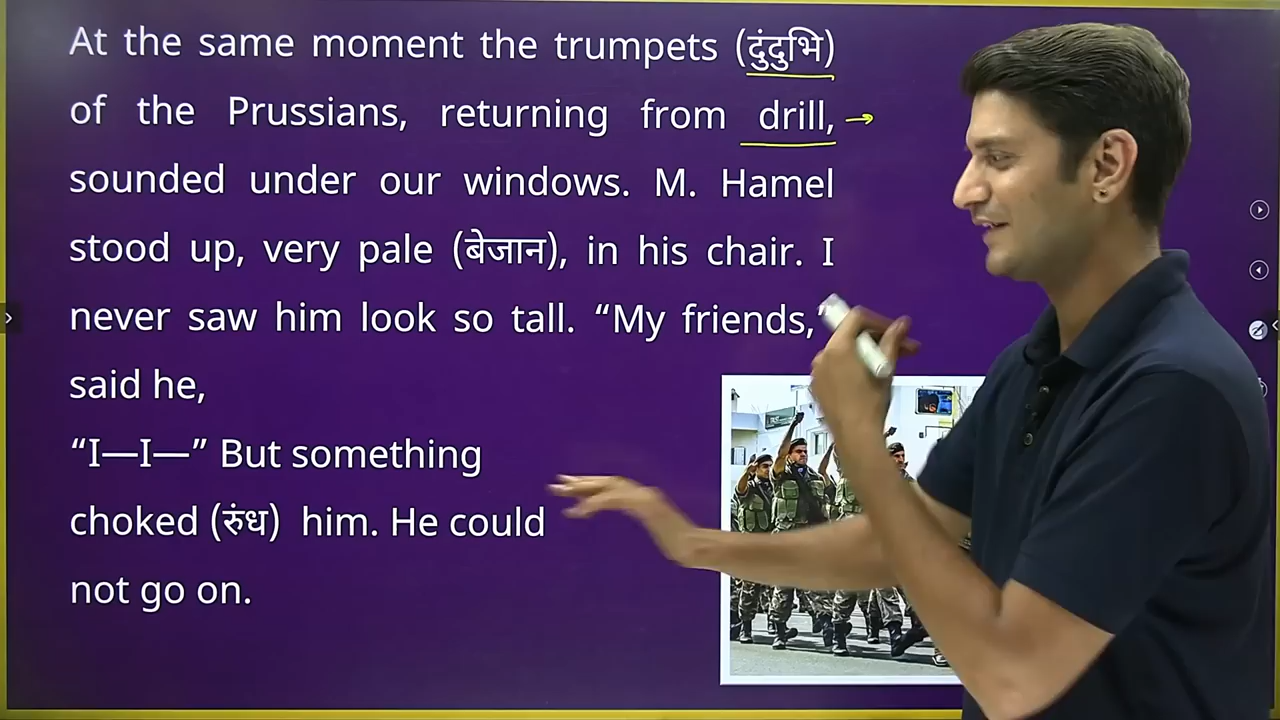 At the same moment the trumpets (दुंदुभि)
of the Prussians, returning from drill,
sounded under our windows. M. Hamel
stood up, very pale (बेजान), in his chair. I
never saw him look so tall. “My friends,”
said he,
“I—I—” But something
choked (रुंध) him. He could
not go on.